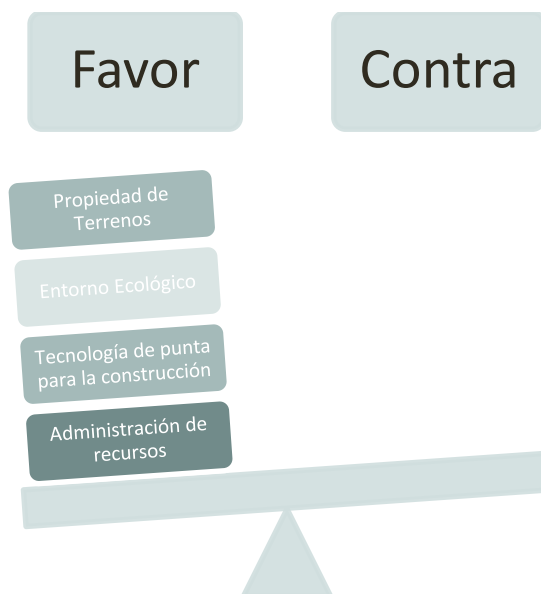 Favor
Contra
Propiedad de
Terrenos
Entorno Ecológico
Tecnología de punta
para la construcción
Administración de
recursos